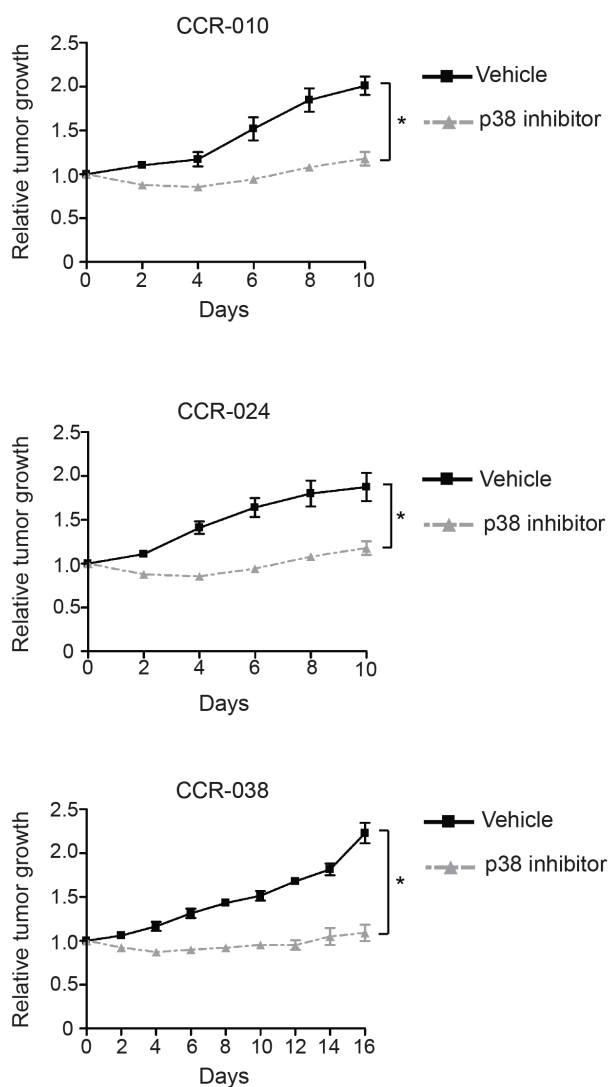 CCR-010
Relative tumor growth
2.5
2.0
1.5
1.0
0.5
0
0 2 4 6 8 10
Days
Vehicle
p38 inhibitor
*
CCR-024
Relative tumor growth
2.5
2.0
1.5
1.0
0.5
0
0 2 4 6 8 10
Days
Vehicle
p38 inhibitor
*
CCR-038
Relative tumor growth
2.5
2.0
1.5
1.0
0.5
0
0 2 4 6 8 10 12 14 16
Days
Vehicle
p38 inhibitor
*